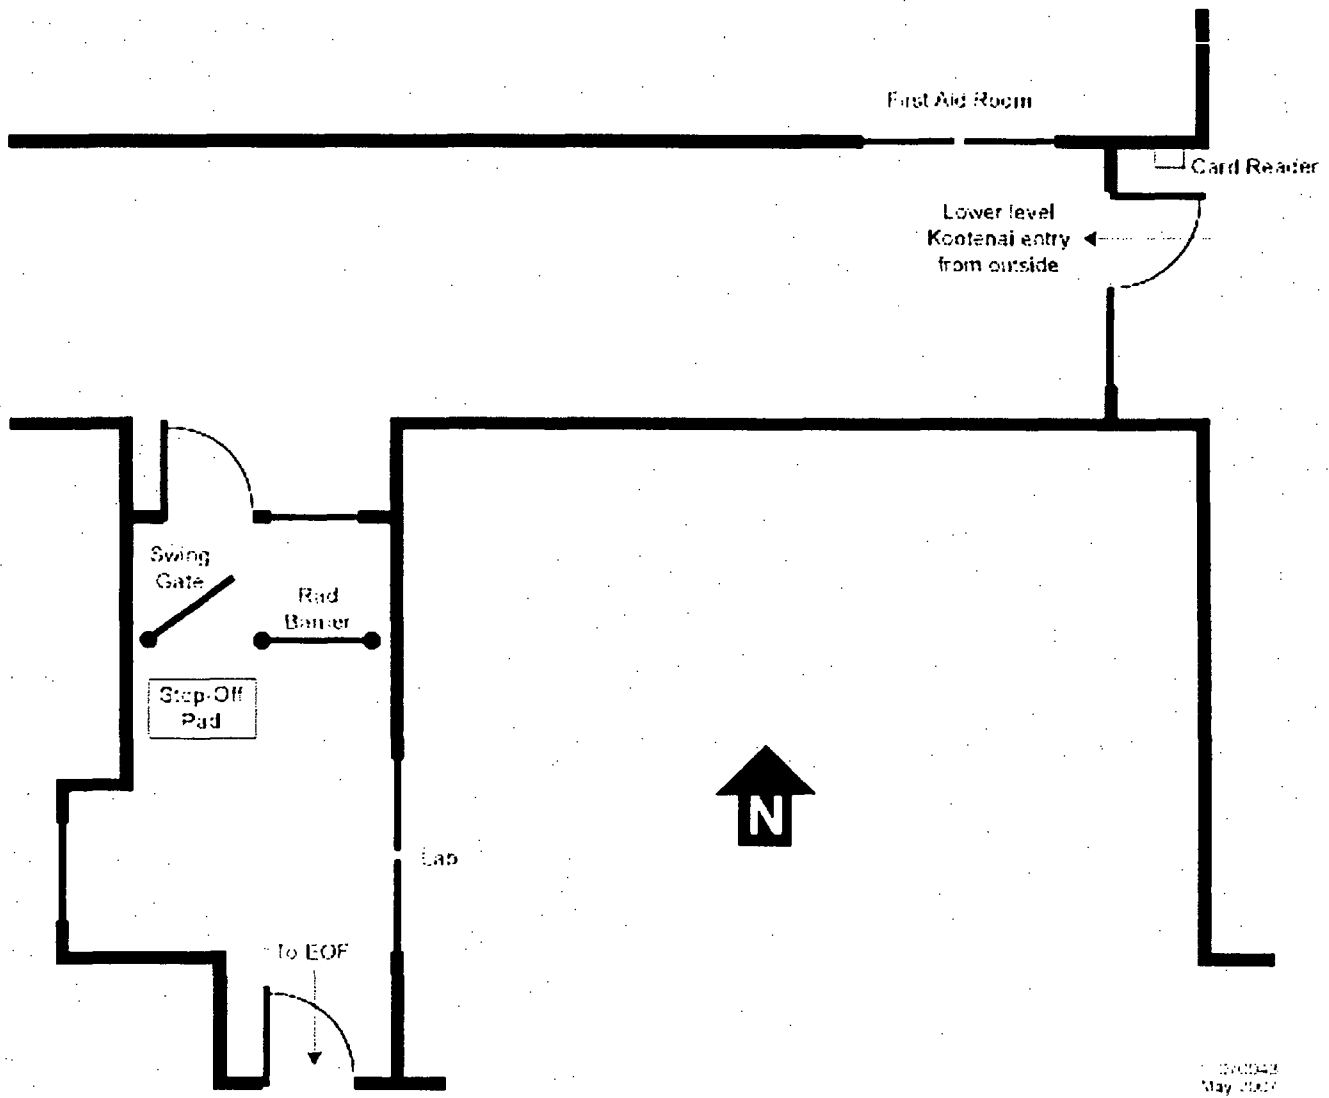 First Aid Room
Card Reader
Lower level
Kootenai entry
from outside
Swing
Gate
Rad
Barrier
Step-Off
Pad
N
Lab
To EOF
May 2007